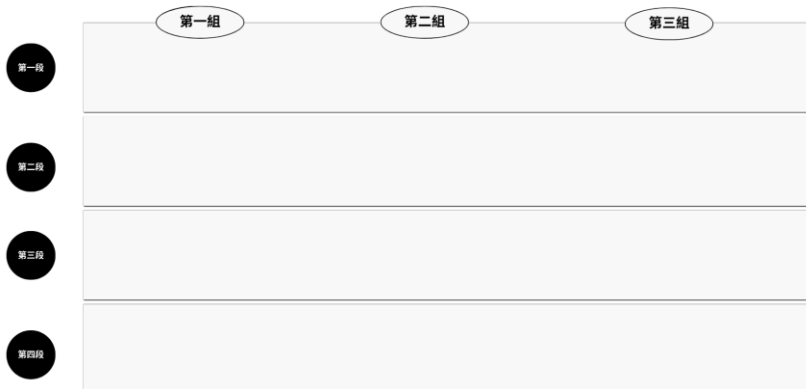 第一組 第二組 第三組
第一段
第二段
第三段
第四段